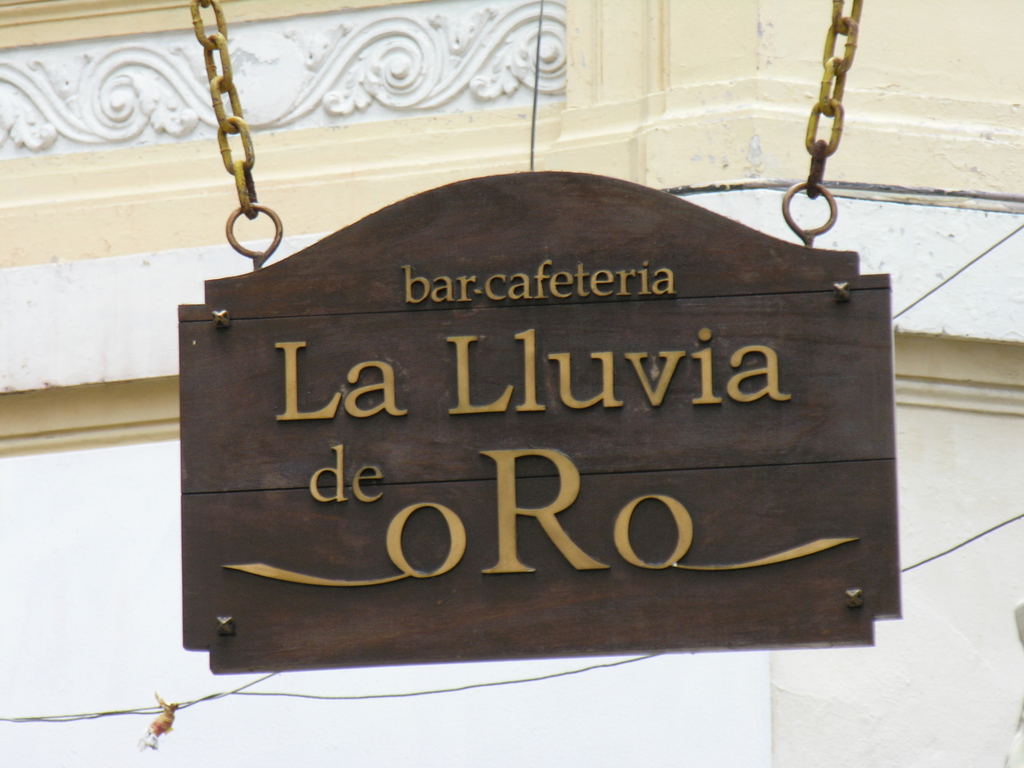 bar-cafeteria
La Lluvia
de oRo